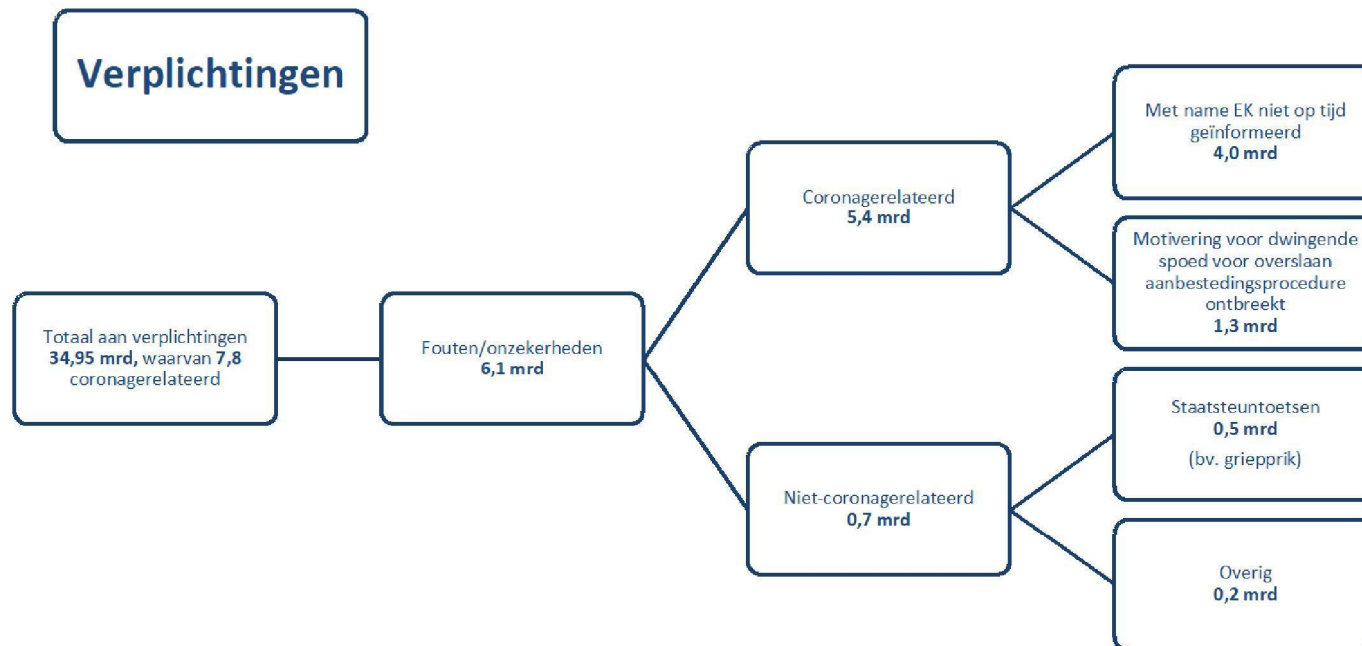 Verplichtingen
Totaal aan verplichtingen
34,95 mrd, waarvan 7,8
coronagerelateerd
Fouten/onzekerheden
6,1 mrd
Coronagerelateerd
5,4 mrd
Met name EK niet op tijd
geïnformeerd
4,0 mrd
Motivering voor dwingende
spoed voor overslaan
aanbestedingsprocedure
ontbreekt
1,3 mrd
Niet-coronagerelateerd
0,7 mrd
Staatsteuntoetsen
0,5 mrd
(bv. griepprik)
Overig
0,2 mrd